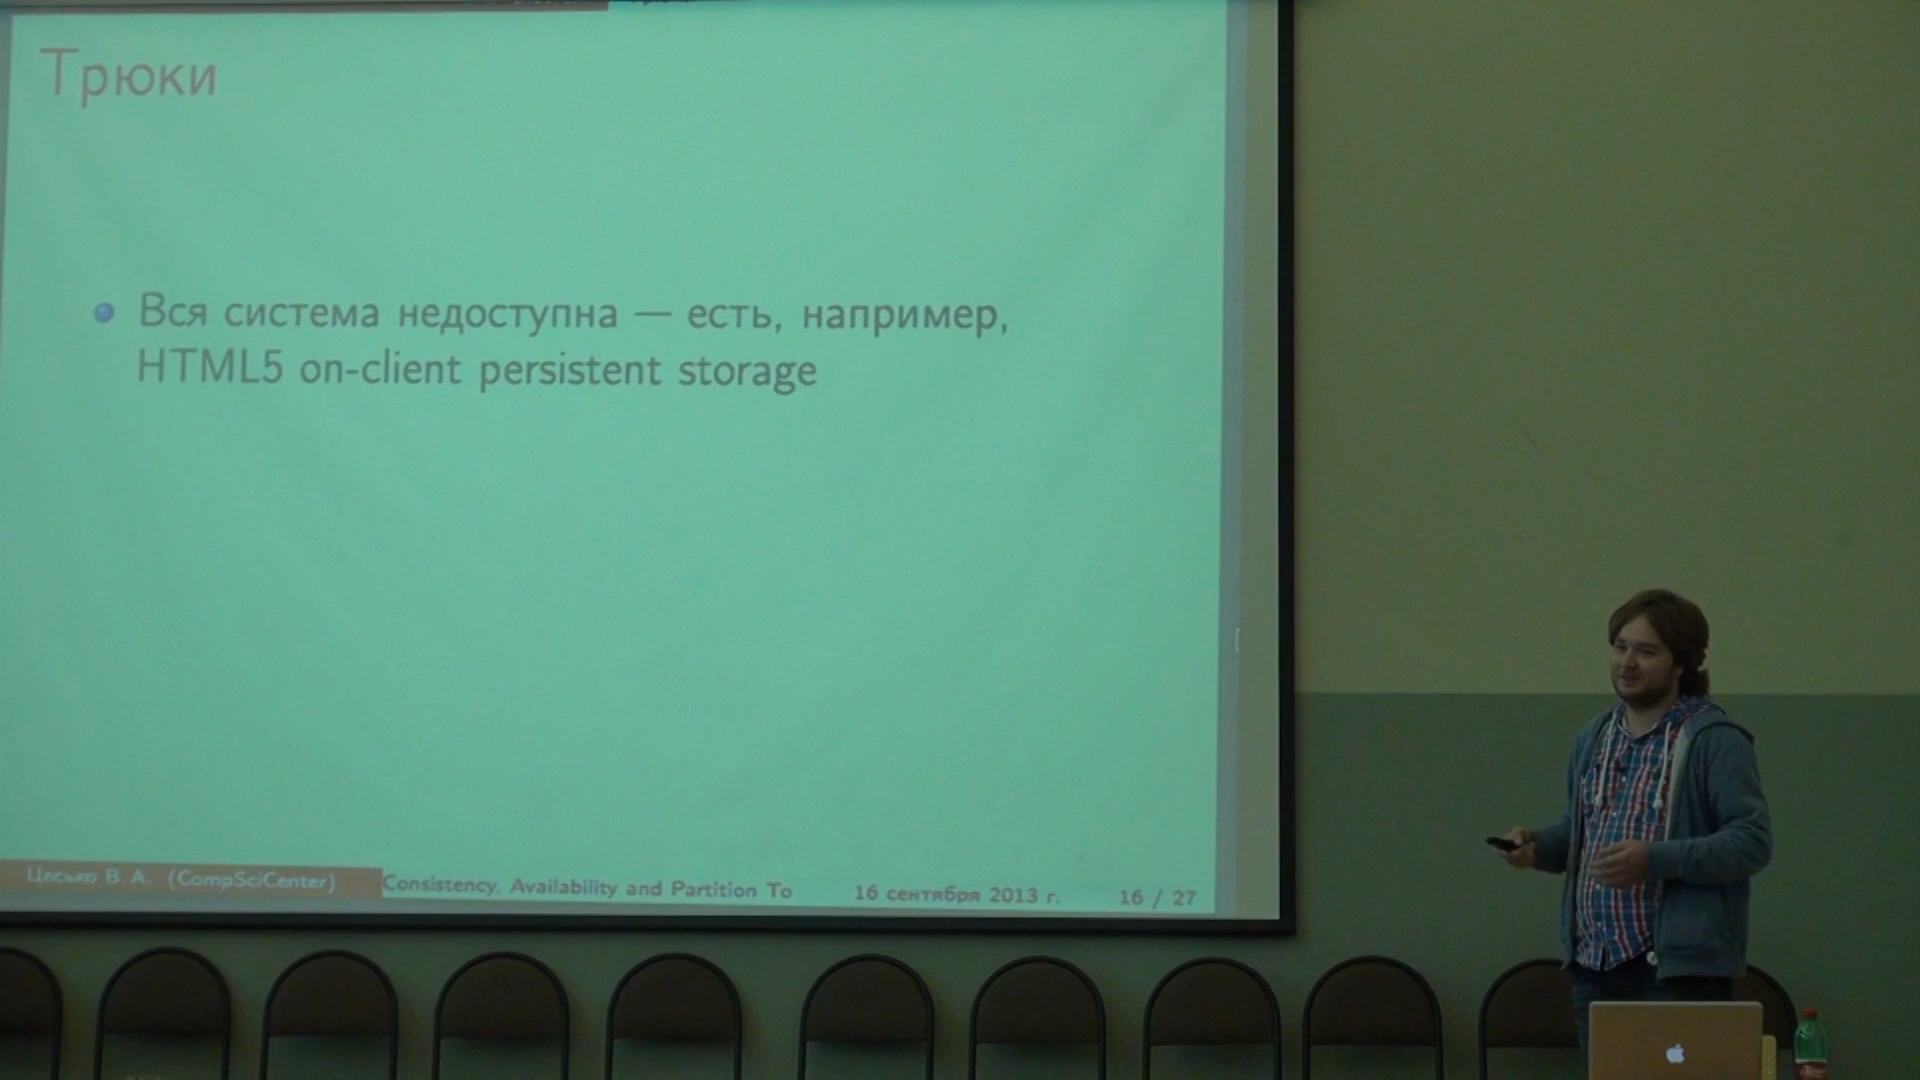 Трюки
Вся система недоступна — есть, например,
HTML5 on-client persistent storage
Цесько В. А. (CompSciCenter)
Consistency, Availability and Partition To
16 сентября 2013 г.
16 / 27